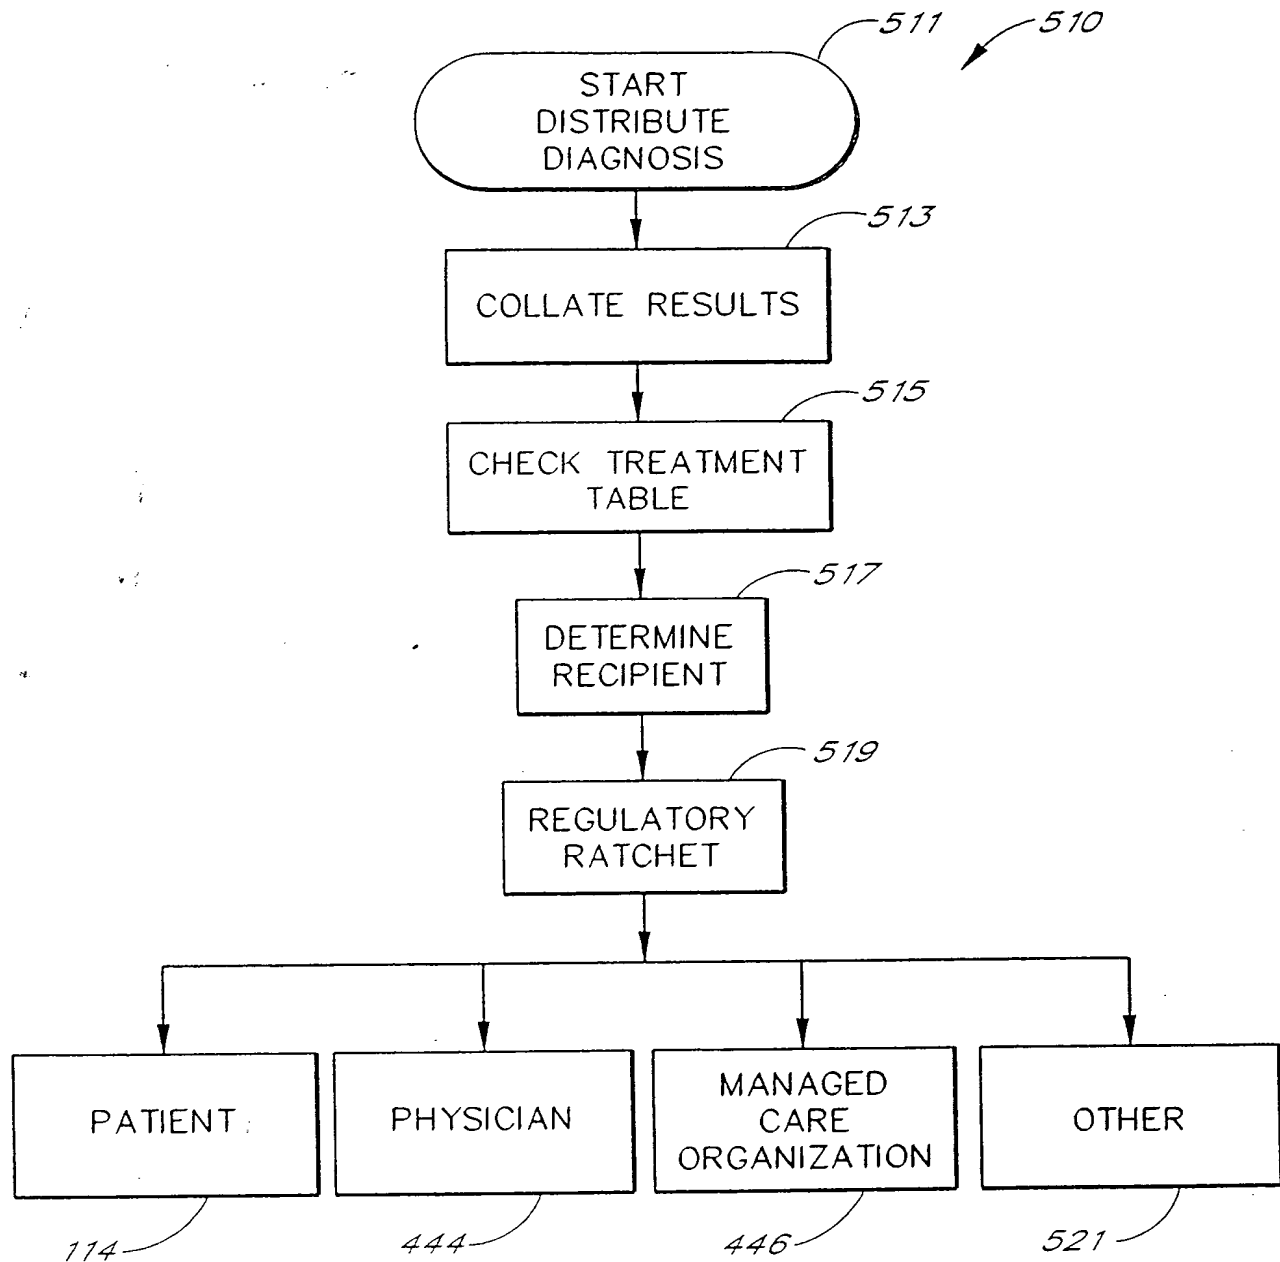 511
510
START
DISTRIBUTE
DIAGNOSIS
513
COLLATE RESULTS
515
CHECK TREATMENT
TABLE
517
DETERMINE
RECIPIENT
519
REGULATORY
RATCHET
PATIENT
PHYSICIAN
MANAGED
CARE
ORGANIZATION
OTHER
114
444
446
521